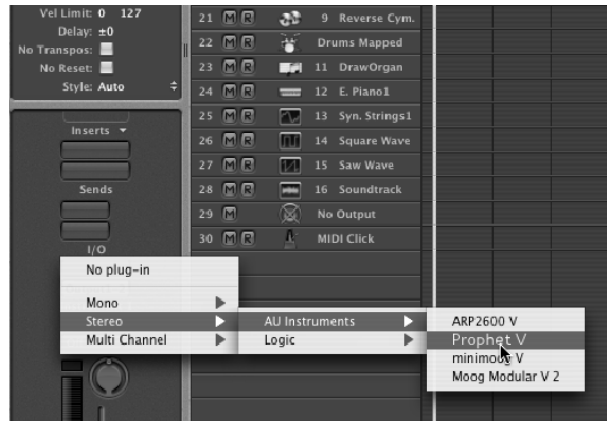 Vel Limit: 0 127
Delay: ±0
No Transpos:
No Reset:
Style: Auto
Inserts
Sends
I/O
21 M R 9 Reverse Cym.
22 M R Drums Mapped
23 M R 11 DrawOrgan
24 M R 12 E. Piano1
25 M R 13 Syn. Strings1
26 M R 14 Square Wave
27 M R 15 Saw Wave
28 M R 16 Soundtrack
29 M No Output
30 M R MIDI Click
No plug-in
Mono
Stereo
Multi Channel
AU Instruments
Logic
ARP2600 V
Prophet V
minimoog V
Moog Modular V 2